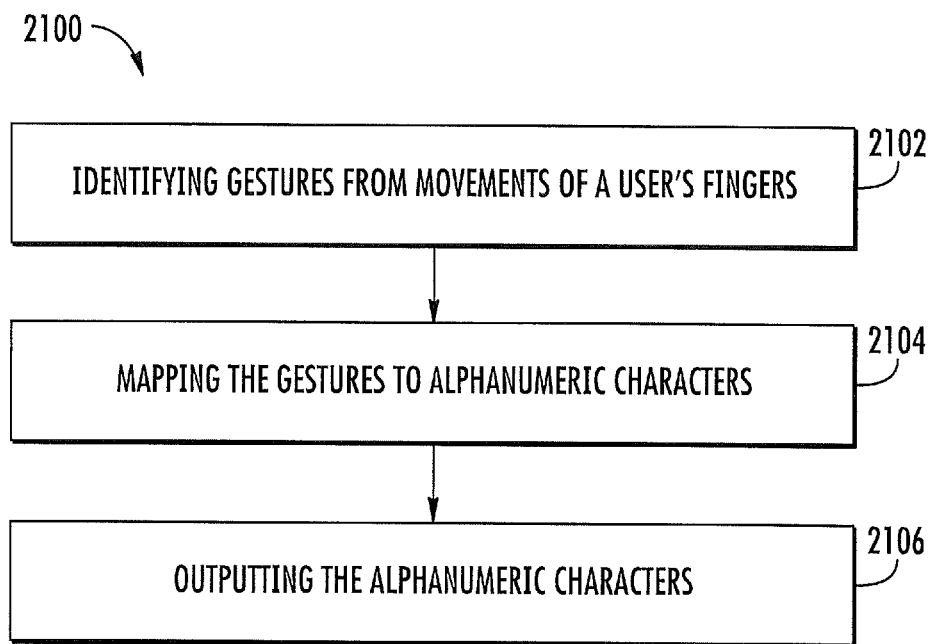 2100
2102
IDENTIFYING GESTURES FROM MOVEMENTS OF A USER'S FINGERS
2104
MAPPING THE GESTURES TO ALPHANUMERIC CHARACTERS
2106
OUTPUTTING THE ALPHANUMERIC CHARACTERS